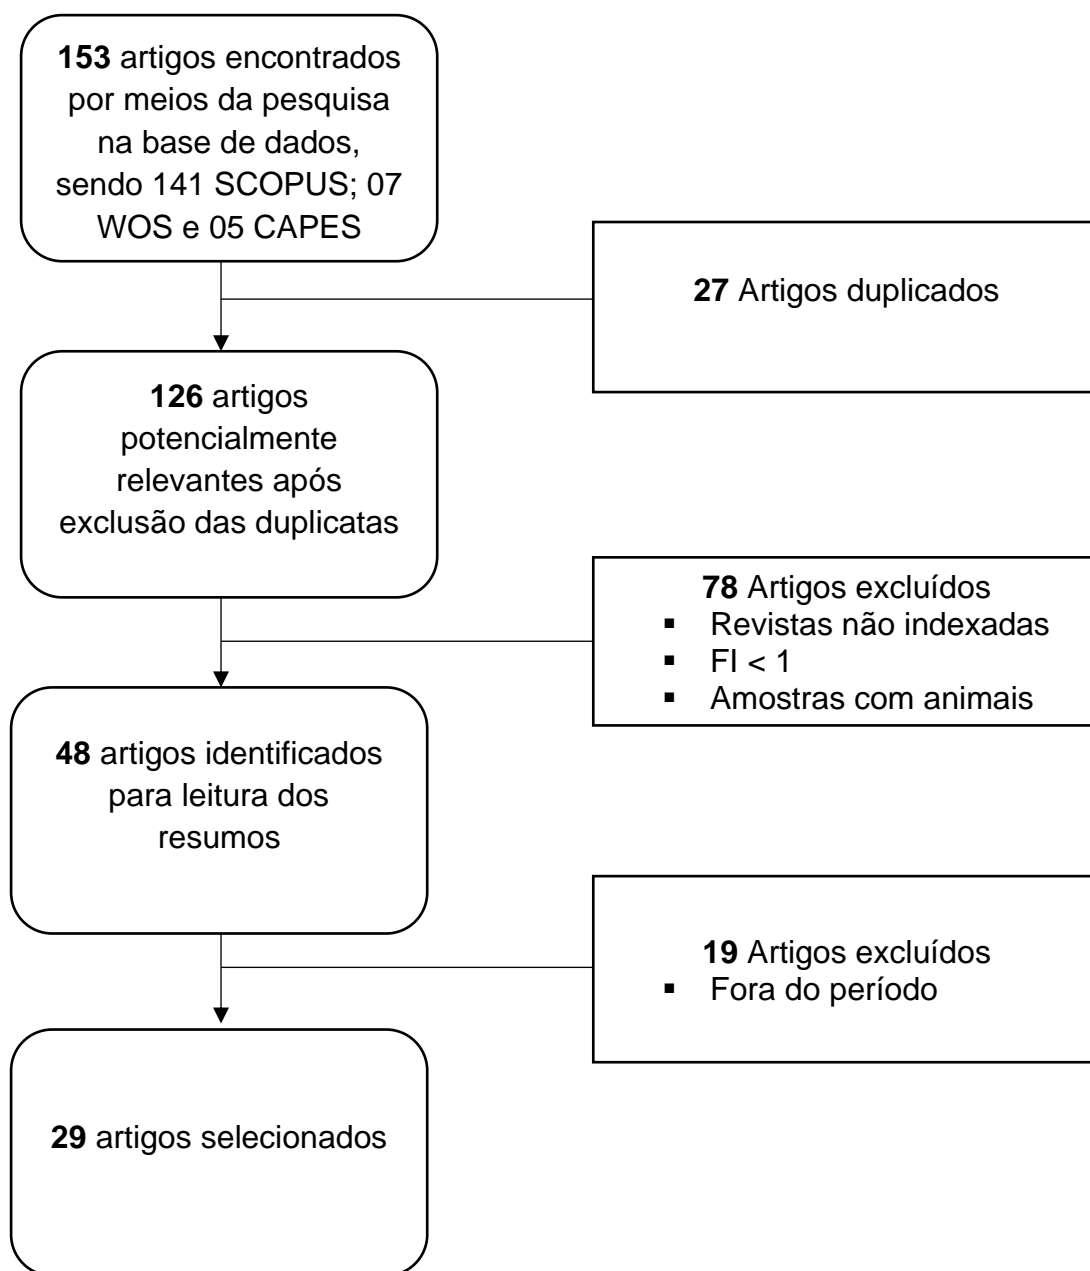 153 artigos encontrados
por meios da pesquisa
na base de dados,
sendo 141 SCOPUS; 07
WOS e 05 CAPES
27 Artigos duplicados
126 artigos
potencialmente
relevantes após
exclusão das duplicatas
78 Artigos excluídos
▪ Revistas não indexadas
▪ FI < 1
▪ Amostras com animais
48 artigos identificados
para leitura dos
resumos
19 Artigos excluídos
▪ Fora do período
29 artigos selecionados